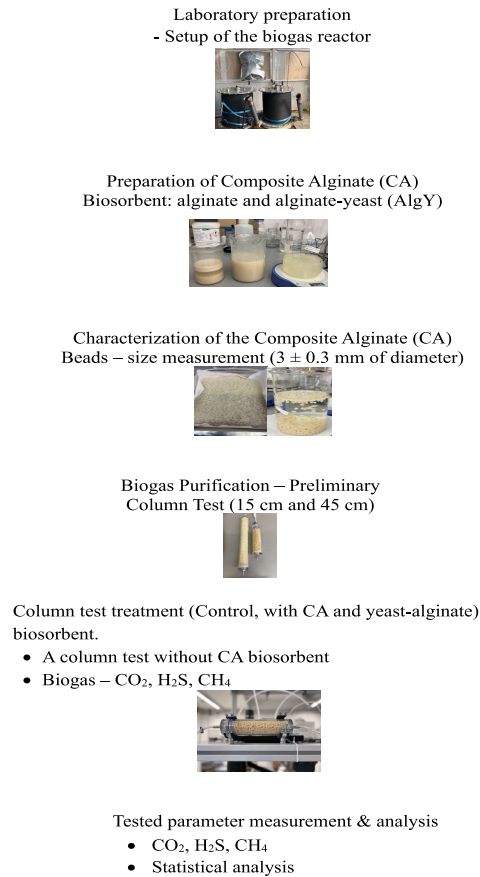 Laboratory preparation
- Setup of the biogas reactor
Preparation of Composite Alginate (CA)
Biosorbent: alginate and alginate-yeast (AlgY)
Characterization of the Composite Alginate (CA)
Beads – size measurement (3 ± 0.3 mm of diameter)
Biogas Purification – Preliminary
Column Test (15 cm and 45 cm)
Column test treatment (Control, with CA and yeast-alginate)
biosorbent.
• A column test without CA biosorbent
• Biogas – CO₂, H₂S, CH₄
Tested parameter measurement & analysis
• CO₂, H₂S, CH₄
• Statistical analysis